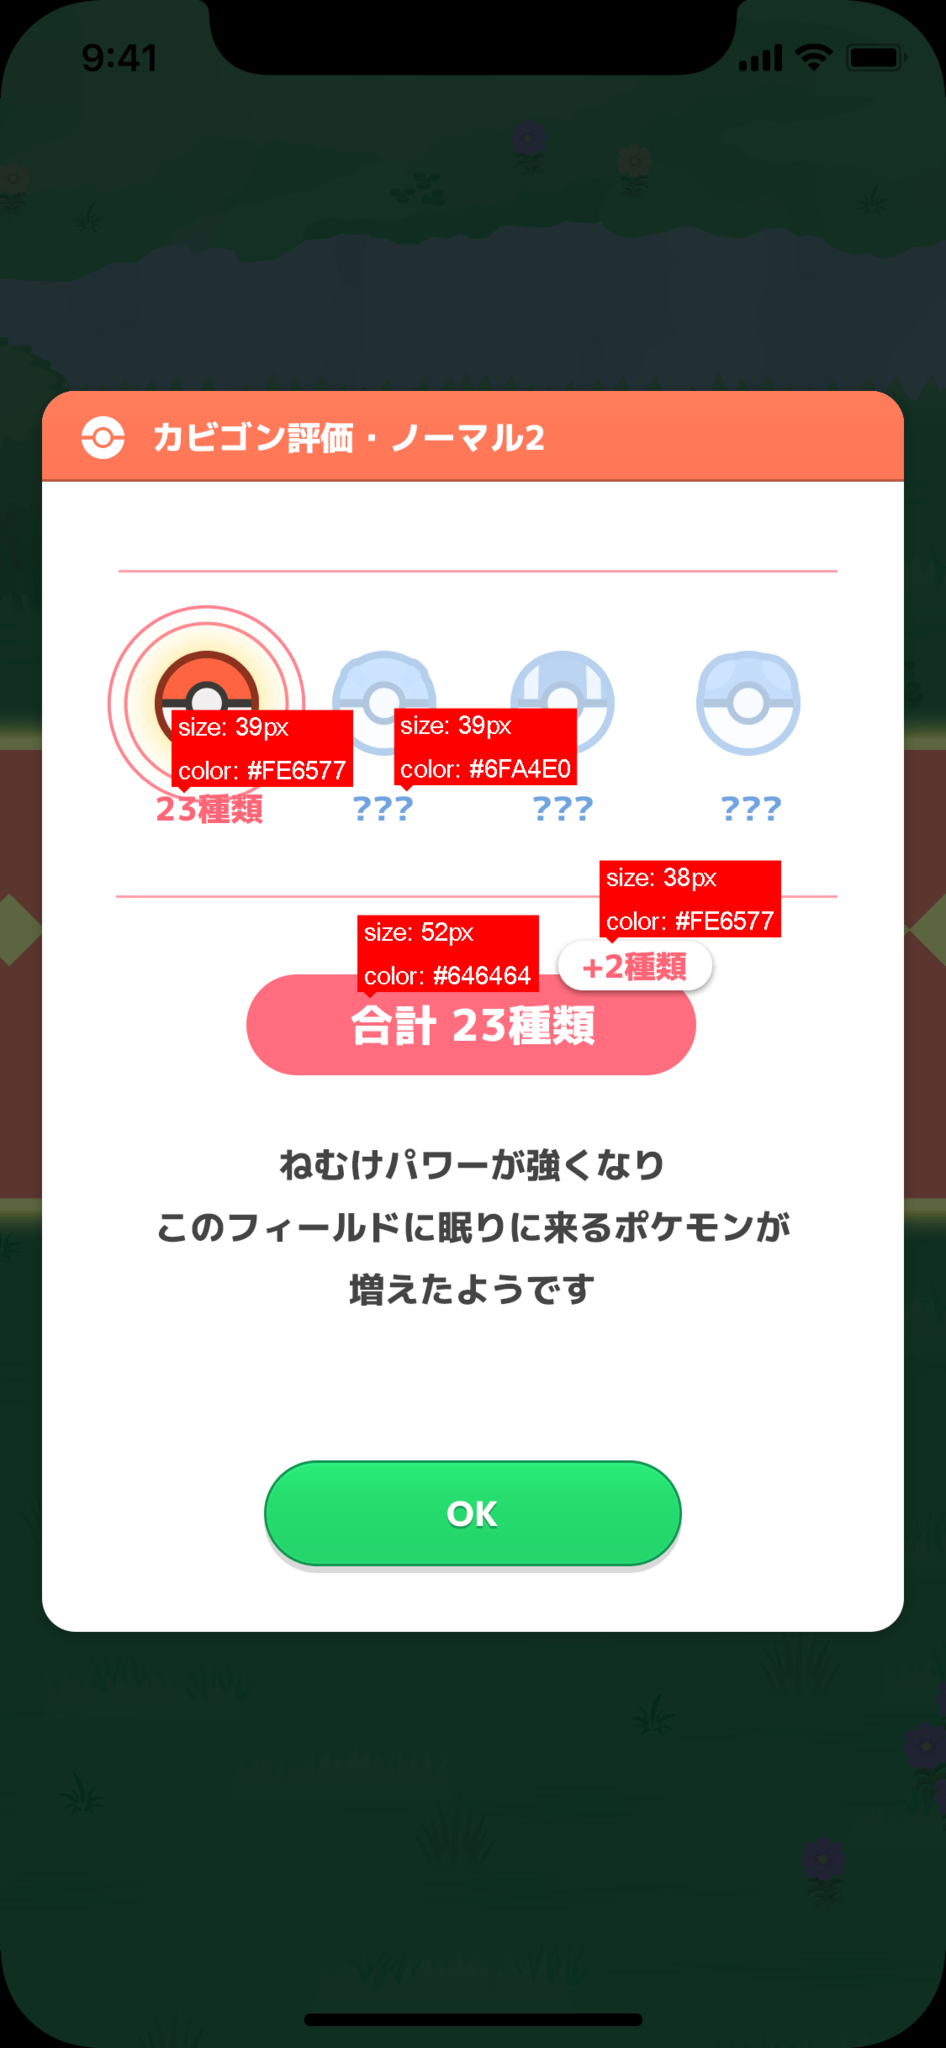 9:41
カビゴン評価・ノーマル2
size: 39px
color: #FE6577
size: 39px
color: #6FA4E0
23種類
???
???
???
size: 38px
color: #FE6577
size: 52px
color: #646464
+2種類
合計 23種類
ねむけパワーが強くなり
このフィールドに眠りに来るポケモンが
増えたようです
OK